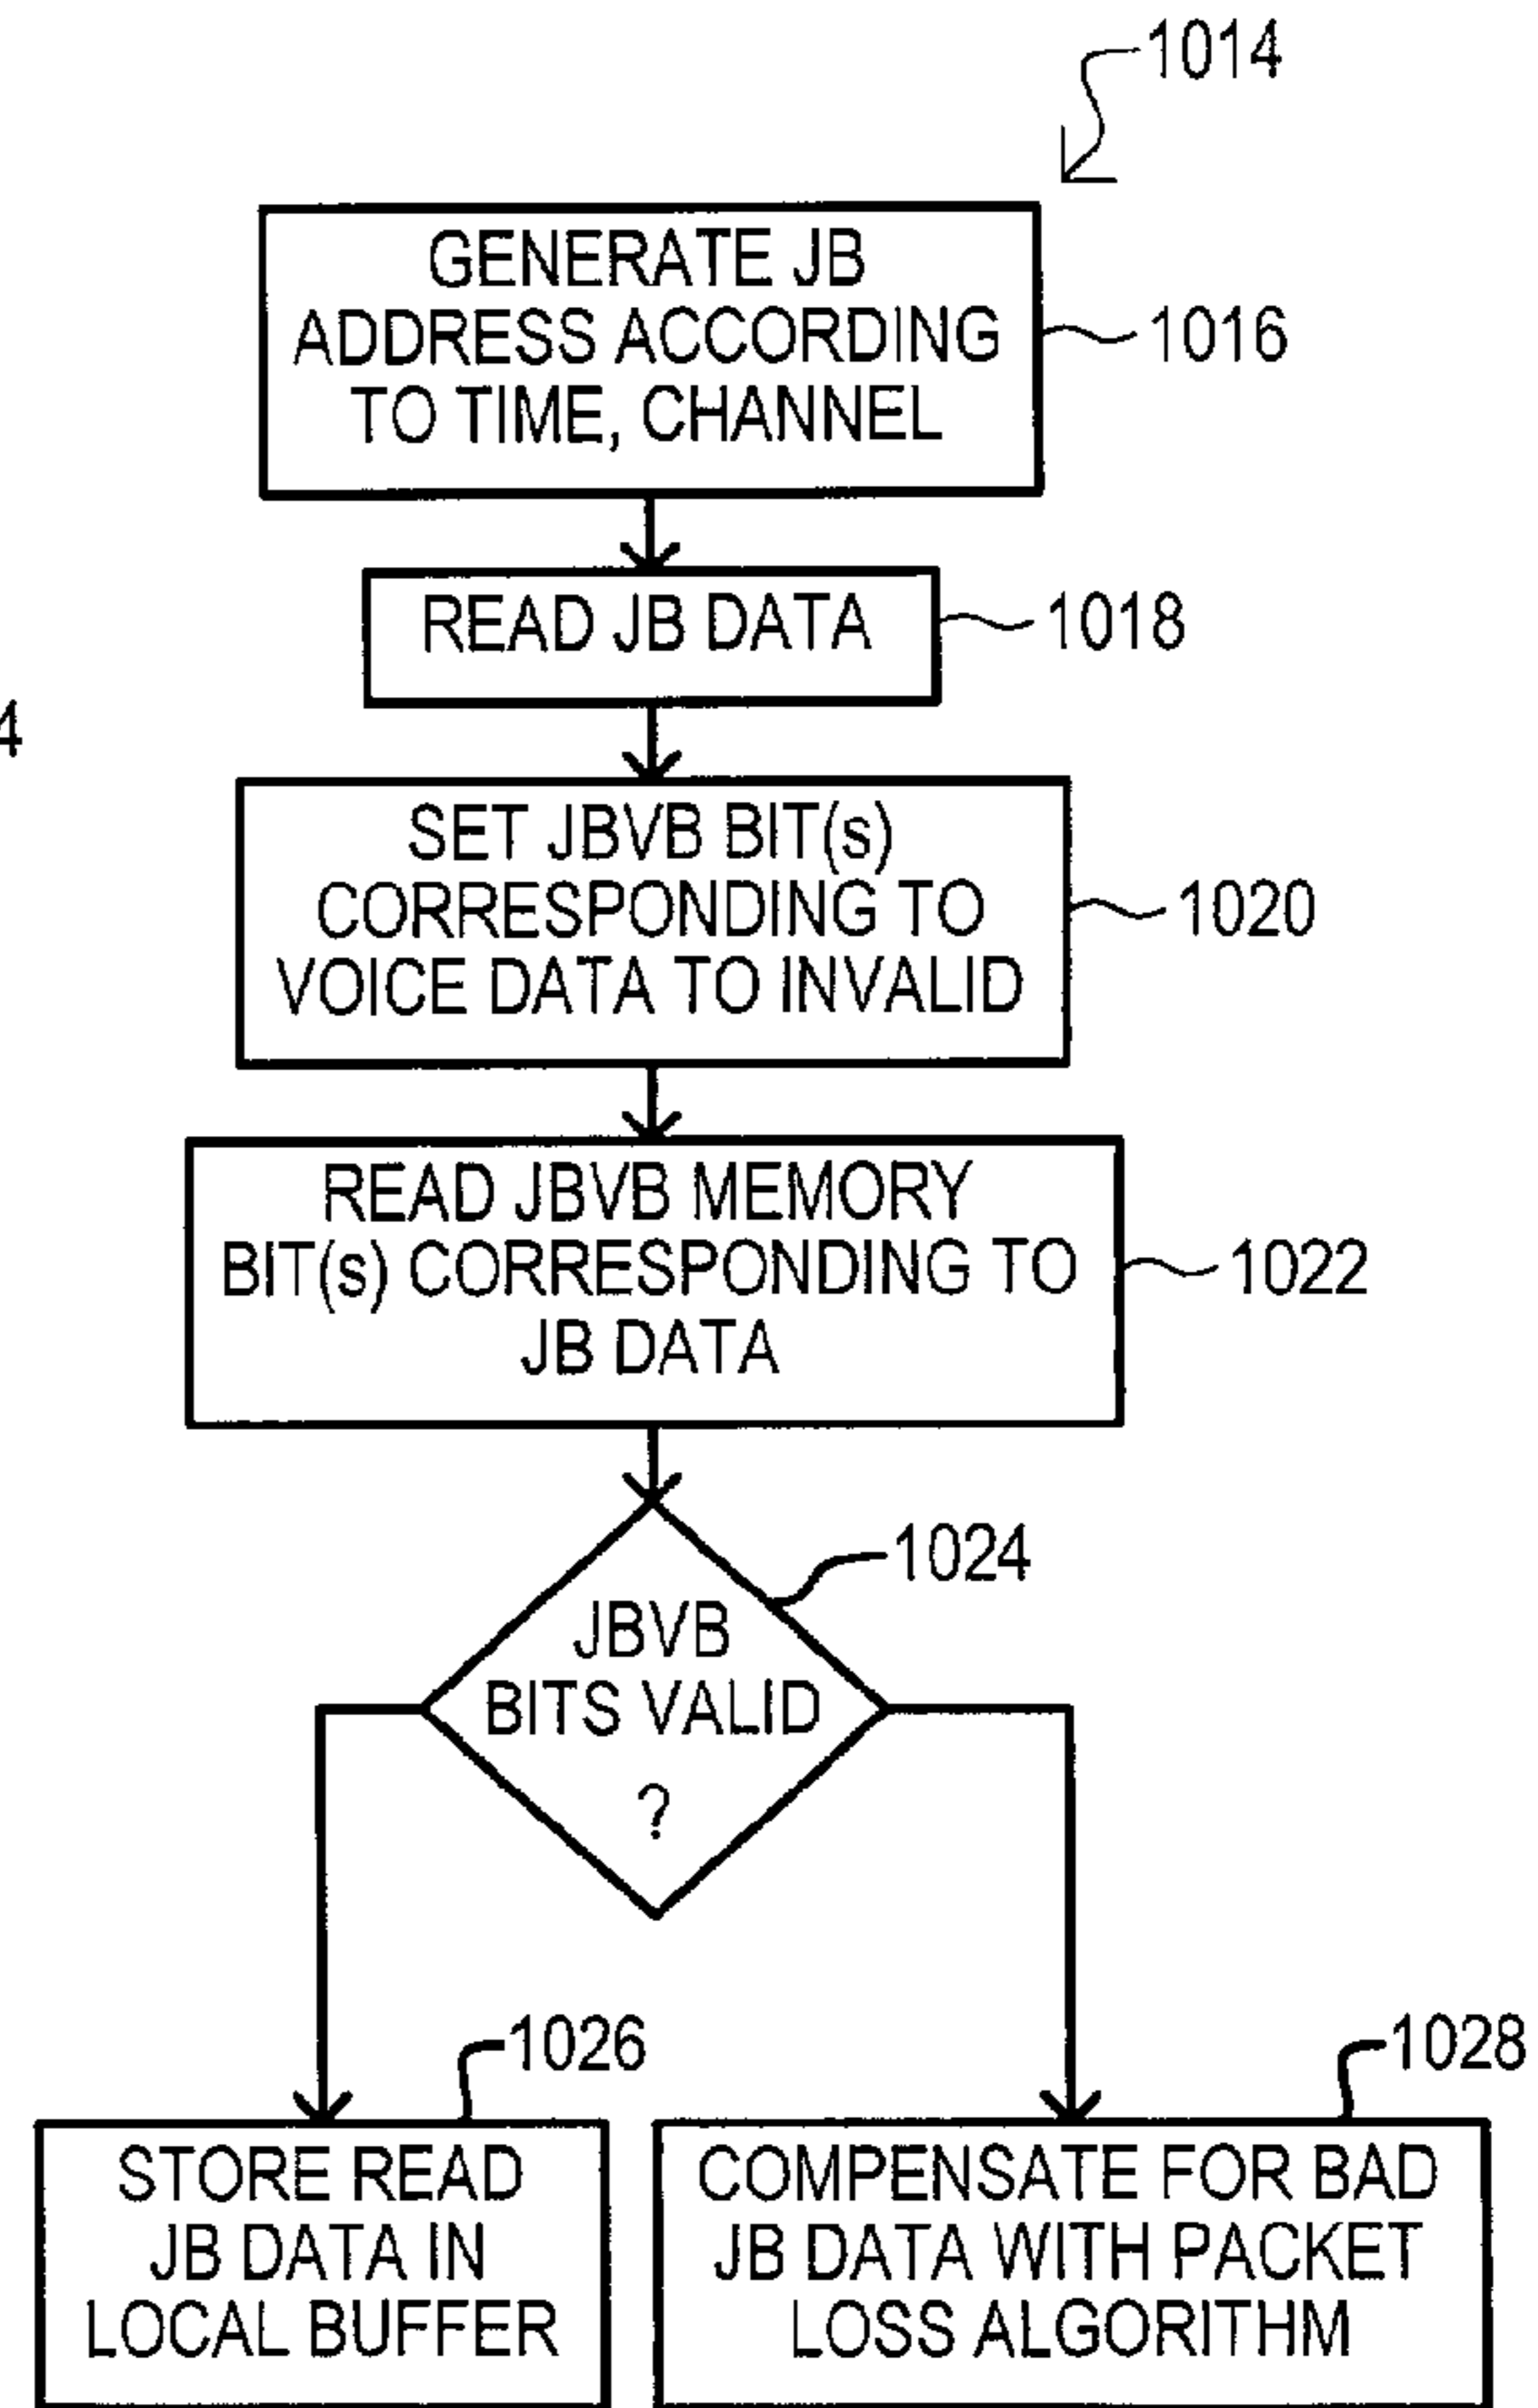 1014
GENERATE JB
ADDRESS ACCORDING
TO TIME, CHANNEL
1016
READ JB DATA
1018
4
SET JBVB BIT(s)
CORRESPONDING TO
VOICE DATA TO INVALID
1020
READ JBVB MEMORY
BIT(s) CORRESPONDING TO
JB DATA
1022
1024
JBVB
BITS VALID
?
1026
STORE READ
JB DATA IN
LOCAL BUFFER
1028
COMPENSATE FOR BAD
JB DATA WITH PACKET
LOSS ALGORITHM